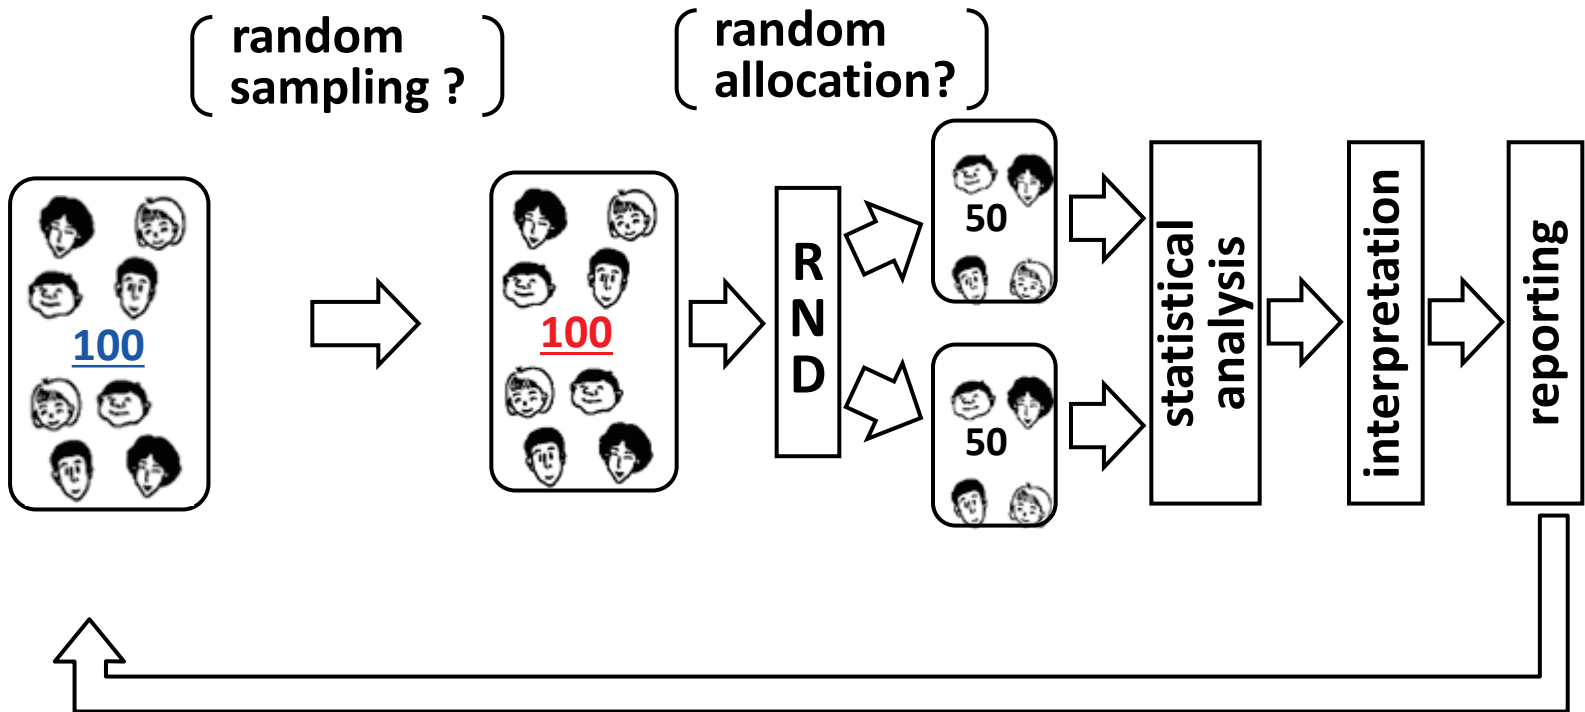 random
sampling ?
random
allocation?
100
100
R
N
D
50
50
statistical
analysis
interpretation
reporting